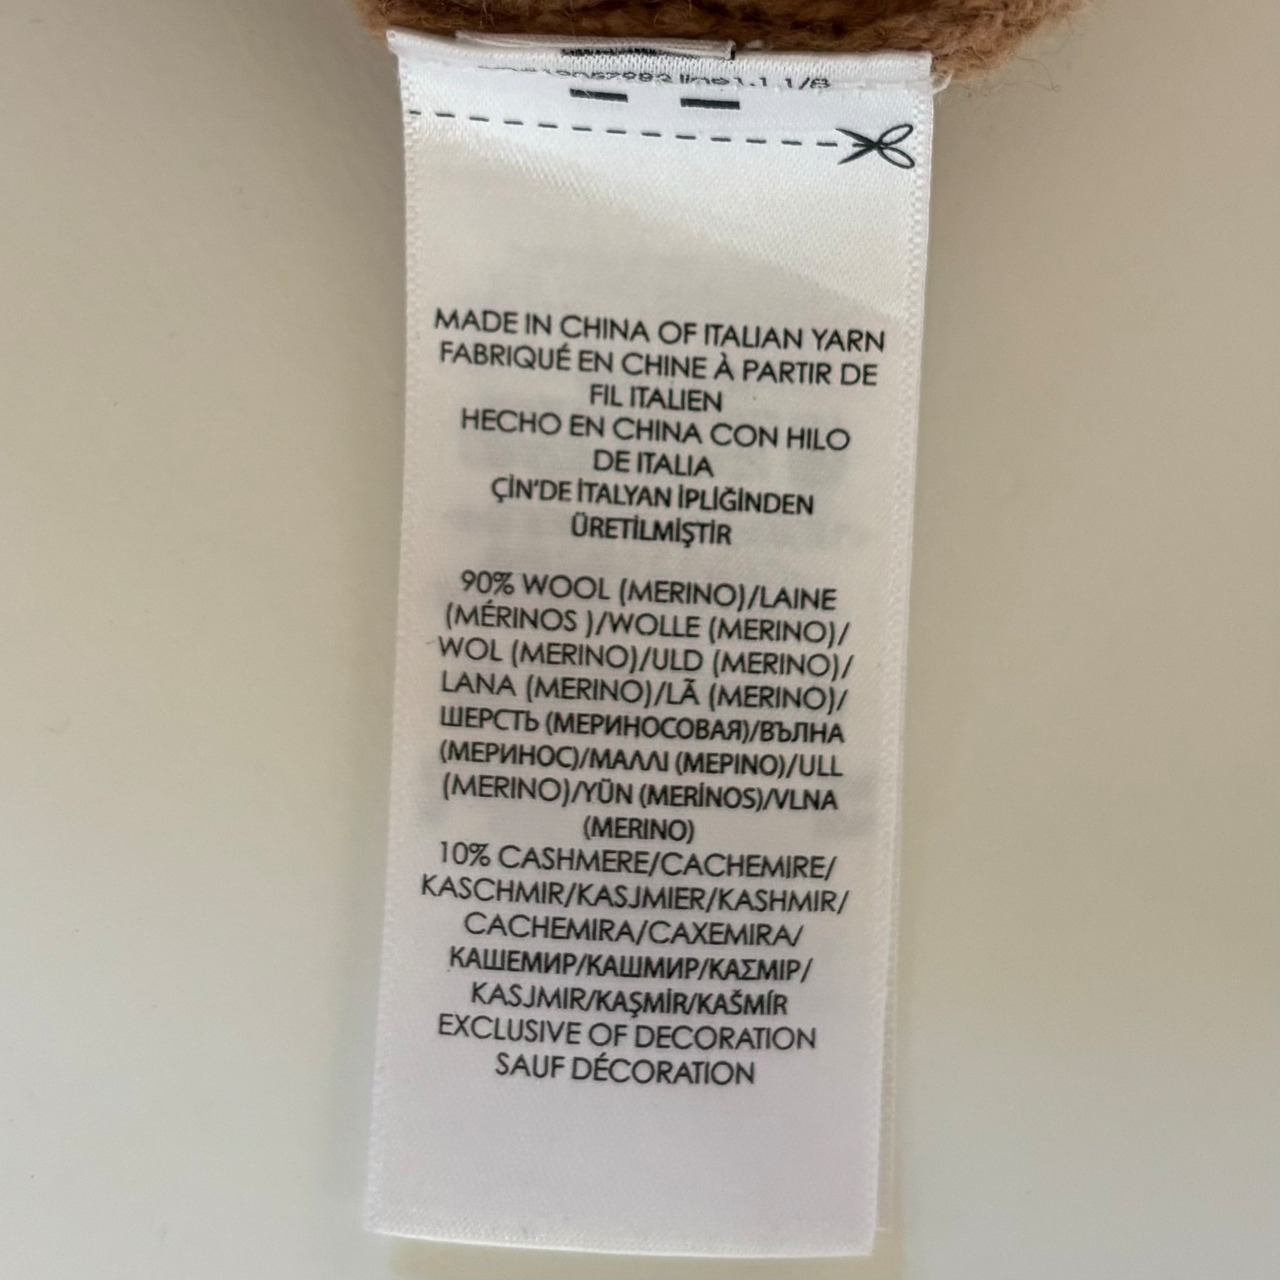 line1.1 1/8
MADE IN CHINA OF ITALIAN YARN
FABRIQUÉ EN CHINE À PARTIR DE
FIL ITALIEN
HECHO EN CHINA CON HILO
DE ITALIA
ÇİN'DE İTALYAN İPLİĞİNDEN
ÜRETİLMİŞTİR
90% WOOL (MERINO)/LAINE
(MÉRINOS )/WOLLE (MERINO)/
WOL (MERINO)/ULD (MERINO)/
LANA (MERINO)/LÃ (MERINO)/
ШЕРСТЬ (МЕРИНОСОВАЯ)/ВЪЛНА
(МЕРИНОС)/ΜΑΛΛΙ (ΜΕΡΙΝΟ)/ULL
(MERINO)/YÜN (MERİNOS)/VLNA
(MERINO)
10% CASHMERE/CACHEMIRE/
KASCHMIR/KASJMIER/KASHMIR/
CACHEMIRA/CAXEMIRA/
КАШЕМИР/КАШМИР/ΚΑΣΜΙΡ/
KASJMIR/KAŞMİR/KAŠMÍR
EXCLUSIVE OF DECORATION
SAUF DÉCORATION